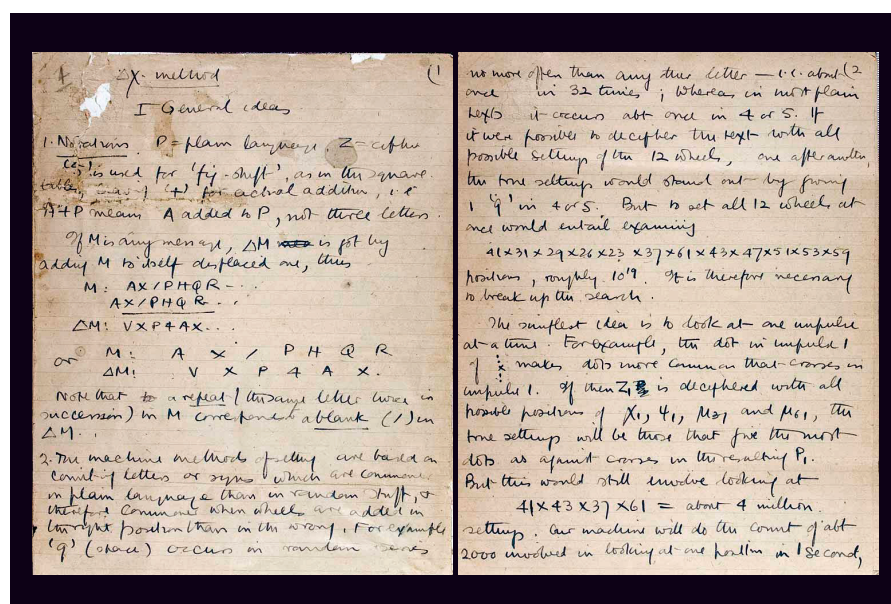 ΔX method (1
I General ideas
1. Notations. P = plain language. Z = cipher
'5' is used for 'fig-shift', as in the square
'+' for actual addition, i.e.
A+P means A added to P, not three letters.
If M is any message, ΔM is got by
adding M to itself displaced one, thus
M: AX/PHQR-..
AX/PHQR-..
ΔM: VXP4AX...
or M: A X / P H Q R
ΔM: V X P 4 A X.
Note that a repeat (the same letter twice in
succession) in M corresponds a blank (/) in
ΔM.
2. The machine methods of setting are based on
counting letters or signs which are commoner
in plain language than in random stuff, &
therefore commoner when wheels are added in
the right position than in the wrong. For example
'9' (space) occurs in random series
no more often than any other letter — i.e. about (2
once in 32 times; whereas in most plain
texts it occurs abt once in 4 or 5. If
it were possible to decipher the text with all
possible settings of the 12 wheels, one after another,
the true settings would stand out by giving
1 '9' in 4 or 5. But to set all 12 wheels at
once would entail examining
41×31×29×26×23×37×61×43×47×51×53×59
positions, roughly 10¹⁹. It is therefore necessary
to break up the search.
The simplest idea is to look at one impulse
at a time. For example, the dot in impulse 1
of makes dots more common that crosses in
impulse 1. If then Z₁ is deciphered with all
possible positions of χ₁, ψ₁, μ₃₇ and μ₆₁, the
true settings will be those that give the most
dots as against crosses in the resulting P₁.
But this would still involve looking at
41×43×37×61 = about 4 million
settings. Our machine will do the count of abt
2000 involved in looking at one position in 1 second,